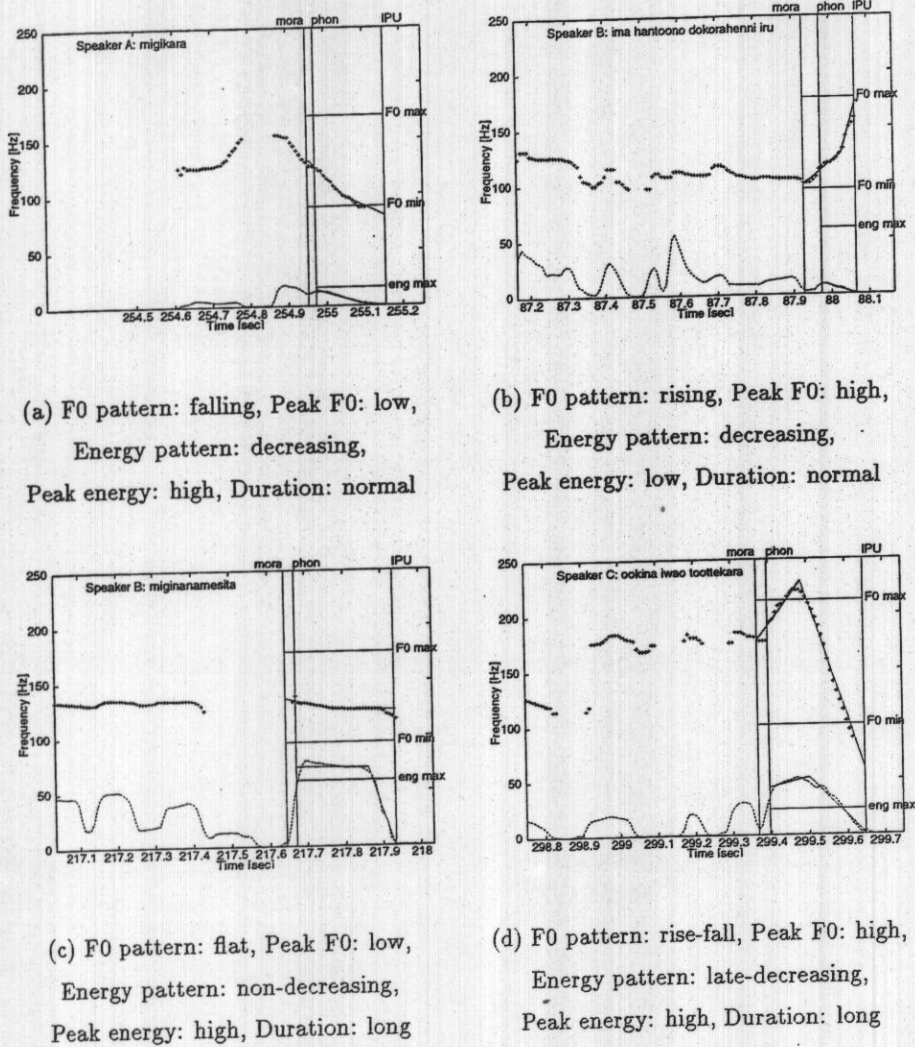 mora phon IPU
250
Speaker A: migikara
200
F0 max
150
100
F0 min
50
eng max
0
Frequency [Hz]
254.5 254.6 254.7 254.8 254.9 255 255.1 255.2
Time [sec]
(a) F0 pattern: falling, Peak F0: low,
Energy pattern: decreasing,
Peak energy: high, Duration: normal
mora phon IPU
250
Speaker B: ima hantoono dokorahenni iru
200
F0 max
150
100
F0 min
eng max
50
0
Frequency [Hz]
87.2 87.3 87.4 87.5 87.6 87.7 87.8 87.9 88 88.1
Time [sec]
(b) F0 pattern: rising, Peak F0: high,
Energy pattern: decreasing,
Peak energy: low, Duration: normal
mora phon IPU
250
Speaker B: miginanamesita
200
F0 max
150
100
F0 min
eng max
50
0
Frequency [Hz]
217.1 217.2 217.3 217.4 217.5 217.6 217.7 217.8 217.9 218
Time [sec]
(c) F0 pattern: flat, Peak F0: low,
Energy pattern: non-decreasing,
Peak energy: high, Duration: long
mora phon IPU
250
Speaker C: ookina iwao toottekara
F0 max
200
150
F0 min
100
50
eng max
0
Frequency [Hz]
298.8 298.9 299 299.1 299.2 299.3 299.4 299.5 299.6 299.7
Time [sec]
(d) F0 pattern: rise-fall, Peak F0: high,
Energy pattern: late-decreasing,
Peak energy: high, Duration: long